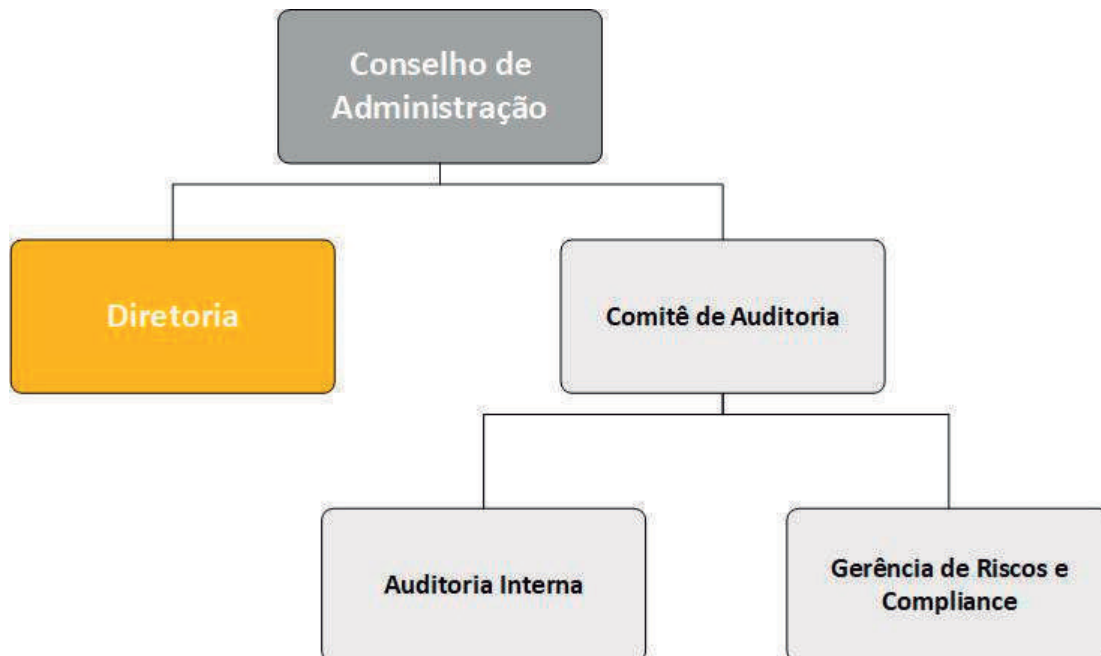 Conselho de
Administração
Diretoria
Comitê de Auditoria
Auditoria Interna
Gerência de Riscos e
Compliance